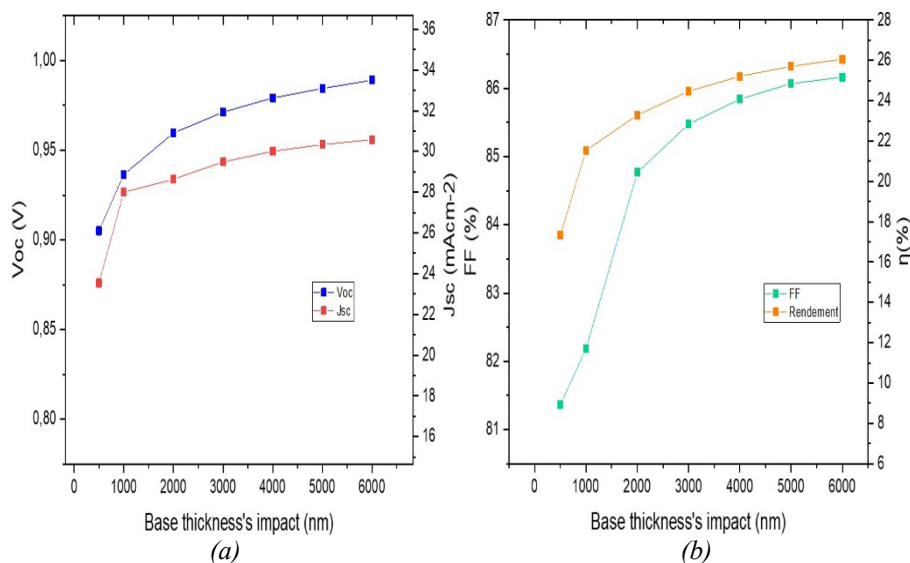 1,00
0,95
0,90
0,85
0,80
Voc (V)
36
34
32
30
28
26
24
22
20
18
16
Jsc (mAcm-2)
Voc
Jsc
0 1000 2000 3000 4000 5000 6000
Base thickness's impact (nm)
(a)
87
86
85
84
83
82
81
FF (%)
28
26
24
22
20
18
16
14
12
10
8
6
η(%)
FF
Rendement
0 1000 2000 3000 4000 5000 6000
Base thickness's impact (nm)
(b)